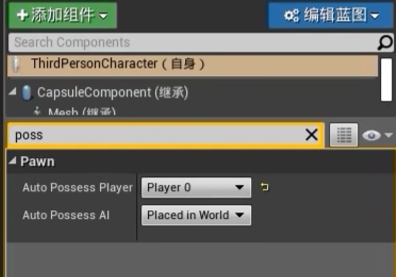 +添加组件
编辑蓝图
Search Components
ThirdPersonCharacter（自身）
CapsuleComponent (继承)
Mesh (继承)
poss
Pawn
Auto Possess Player
Player 0
Auto Possess AI
Placed in World